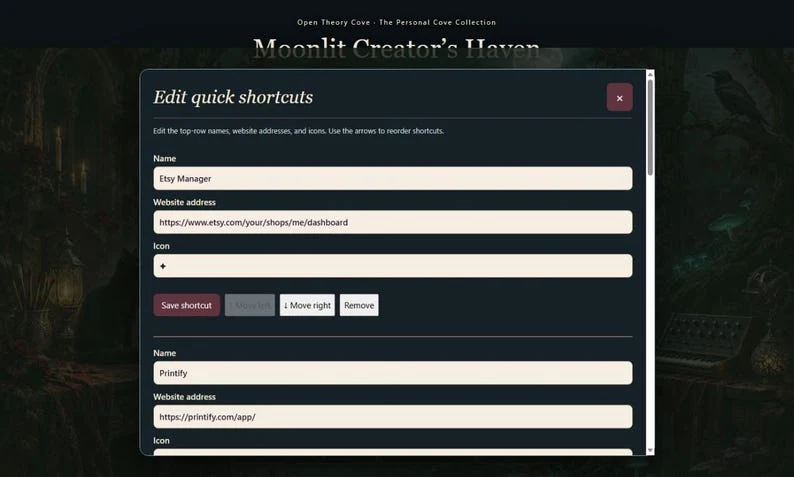 Open Theory Cove · The Personal Cove Collection
Moonlit Creator’s Haven
Edit quick shortcuts
×
Edit the top-row names, website addresses, and icons. Use the arrows to reorder shortcuts.
Name
Etsy Manager
Website address
https://www.etsy.com/your/shops/me/dashboard
Icon
✦
Save shortcut ↑ Move left ↓ Move right Remove
Name
Printify
Website address
https://printify.com/app/
Icon